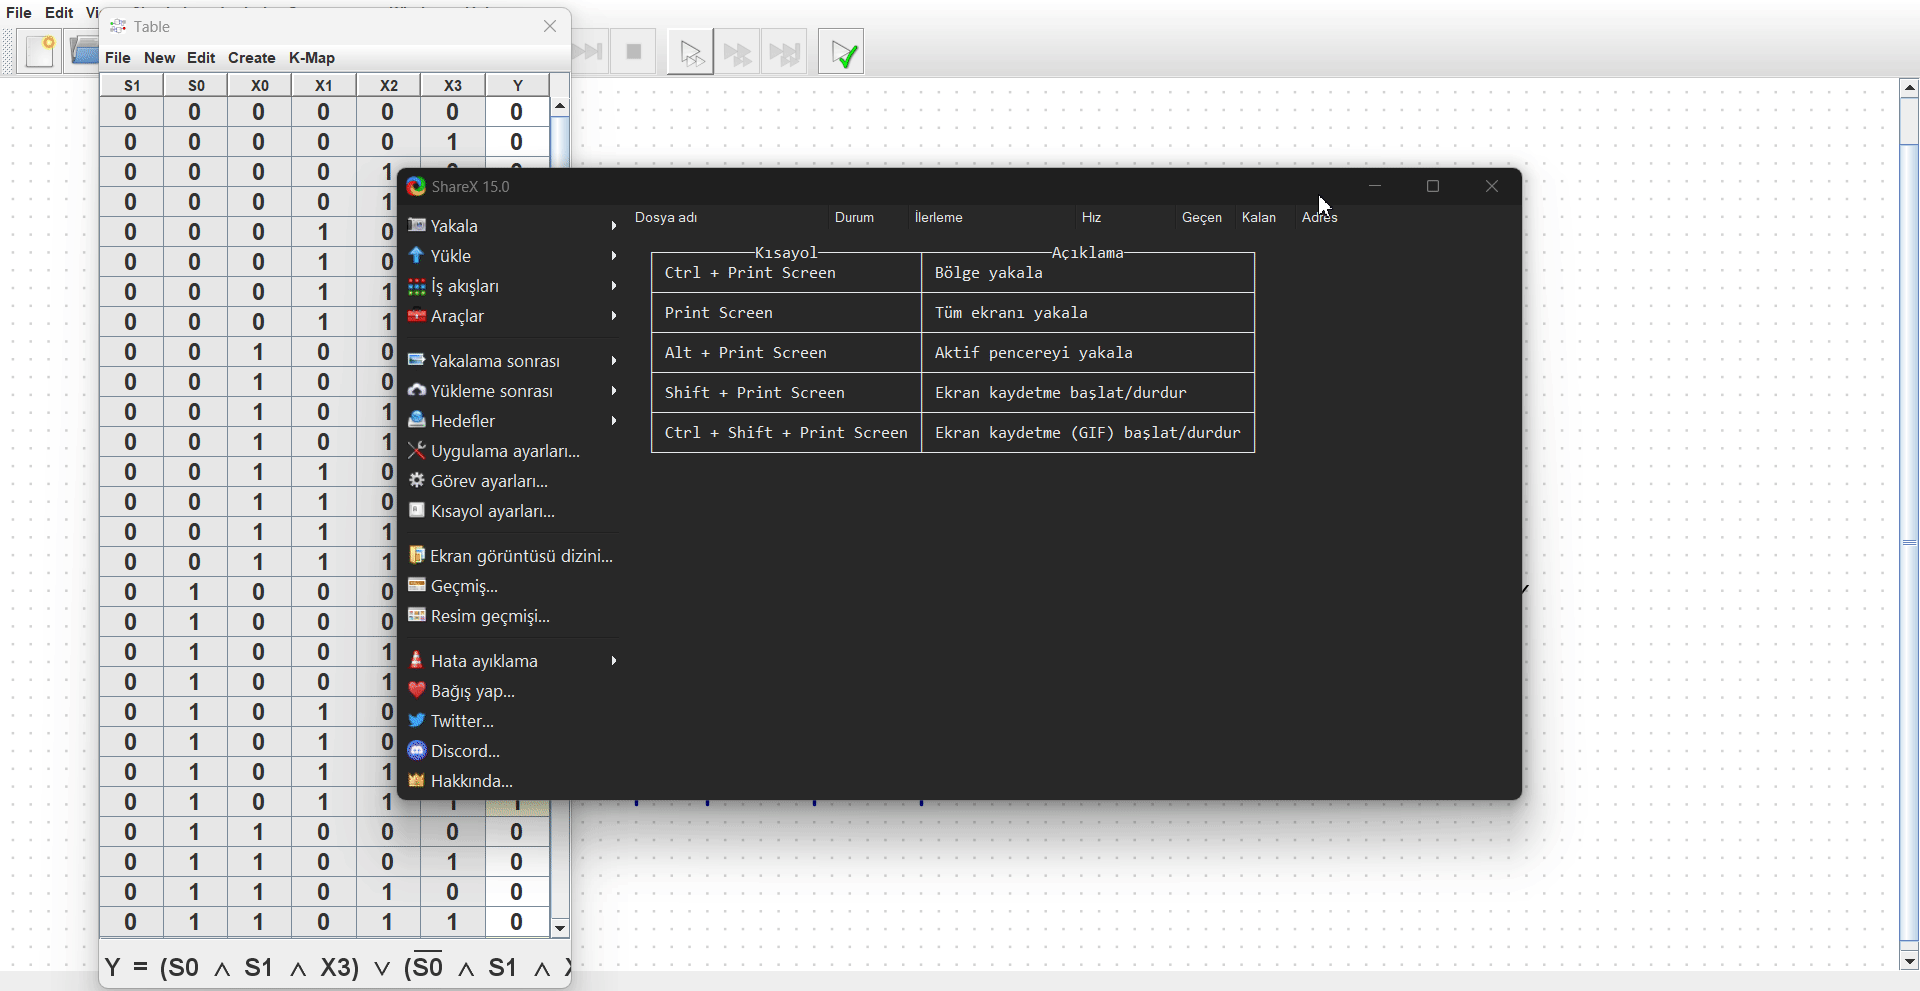 File Edit
Table
File New Edit Create K-Map
S1 S0 X0 X1 X2 X3 Y
0 0 0 0 0 0 0
0 0 0 0 0 1 0
0 0 0 0 1
0 0 0 0 1
0 0 0 1 0
0 0 0 1 0
0 0 0 1 1
0 0 0 1 1
0 0 1 0 0
0 0 1 0 0
0 0 1 0 1
0 0 1 0 1
0 0 1 1 0
0 0 1 1 0
0 0 1 1 1
0 0 1 1 1
0 1 0 0 0
0 1 0 0 0
0 1 0 0 1
0 1 0 0 1
0 1 0 1 0
0 1 0 1 0
0 1 0 1 1
0 1 0 1 1 1 1
0 1 1 0 0 0 0
0 1 1 0 0 1 0
0 1 1 0 1 0 0
0 1 1 0 1 1 0
Y = (S0 ∧ S1 ∧ X3) ∨ (S̅0̅ ∧ S1 ∧
ShareX 15.0
Yakala
Yükle
İş akışları
Araçlar
Yakalama sonrası
Yükleme sonrası
Hedefler
Uygulama ayarları...
Görev ayarları...
Kısayol ayarları...
Ekran görüntüsü dizini...
Geçmiş...
Resim geçmişi...
Hata ayıklama
Bağış yap...
Twitter...
Discord...
Hakkında...
Dosya adı Durum İlerleme Hız Geçen Kalan Adres
Kısayol Açıklama
Ctrl + Print Screen Bölge yakala
Print Screen Tüm ekranı yakala
Alt + Print Screen Aktif pencereyi yakala
Shift + Print Screen Ekran kaydetme başlat/durdur
Ctrl + Shift + Print Screen Ekran kaydetme (GIF) başlat/durdur